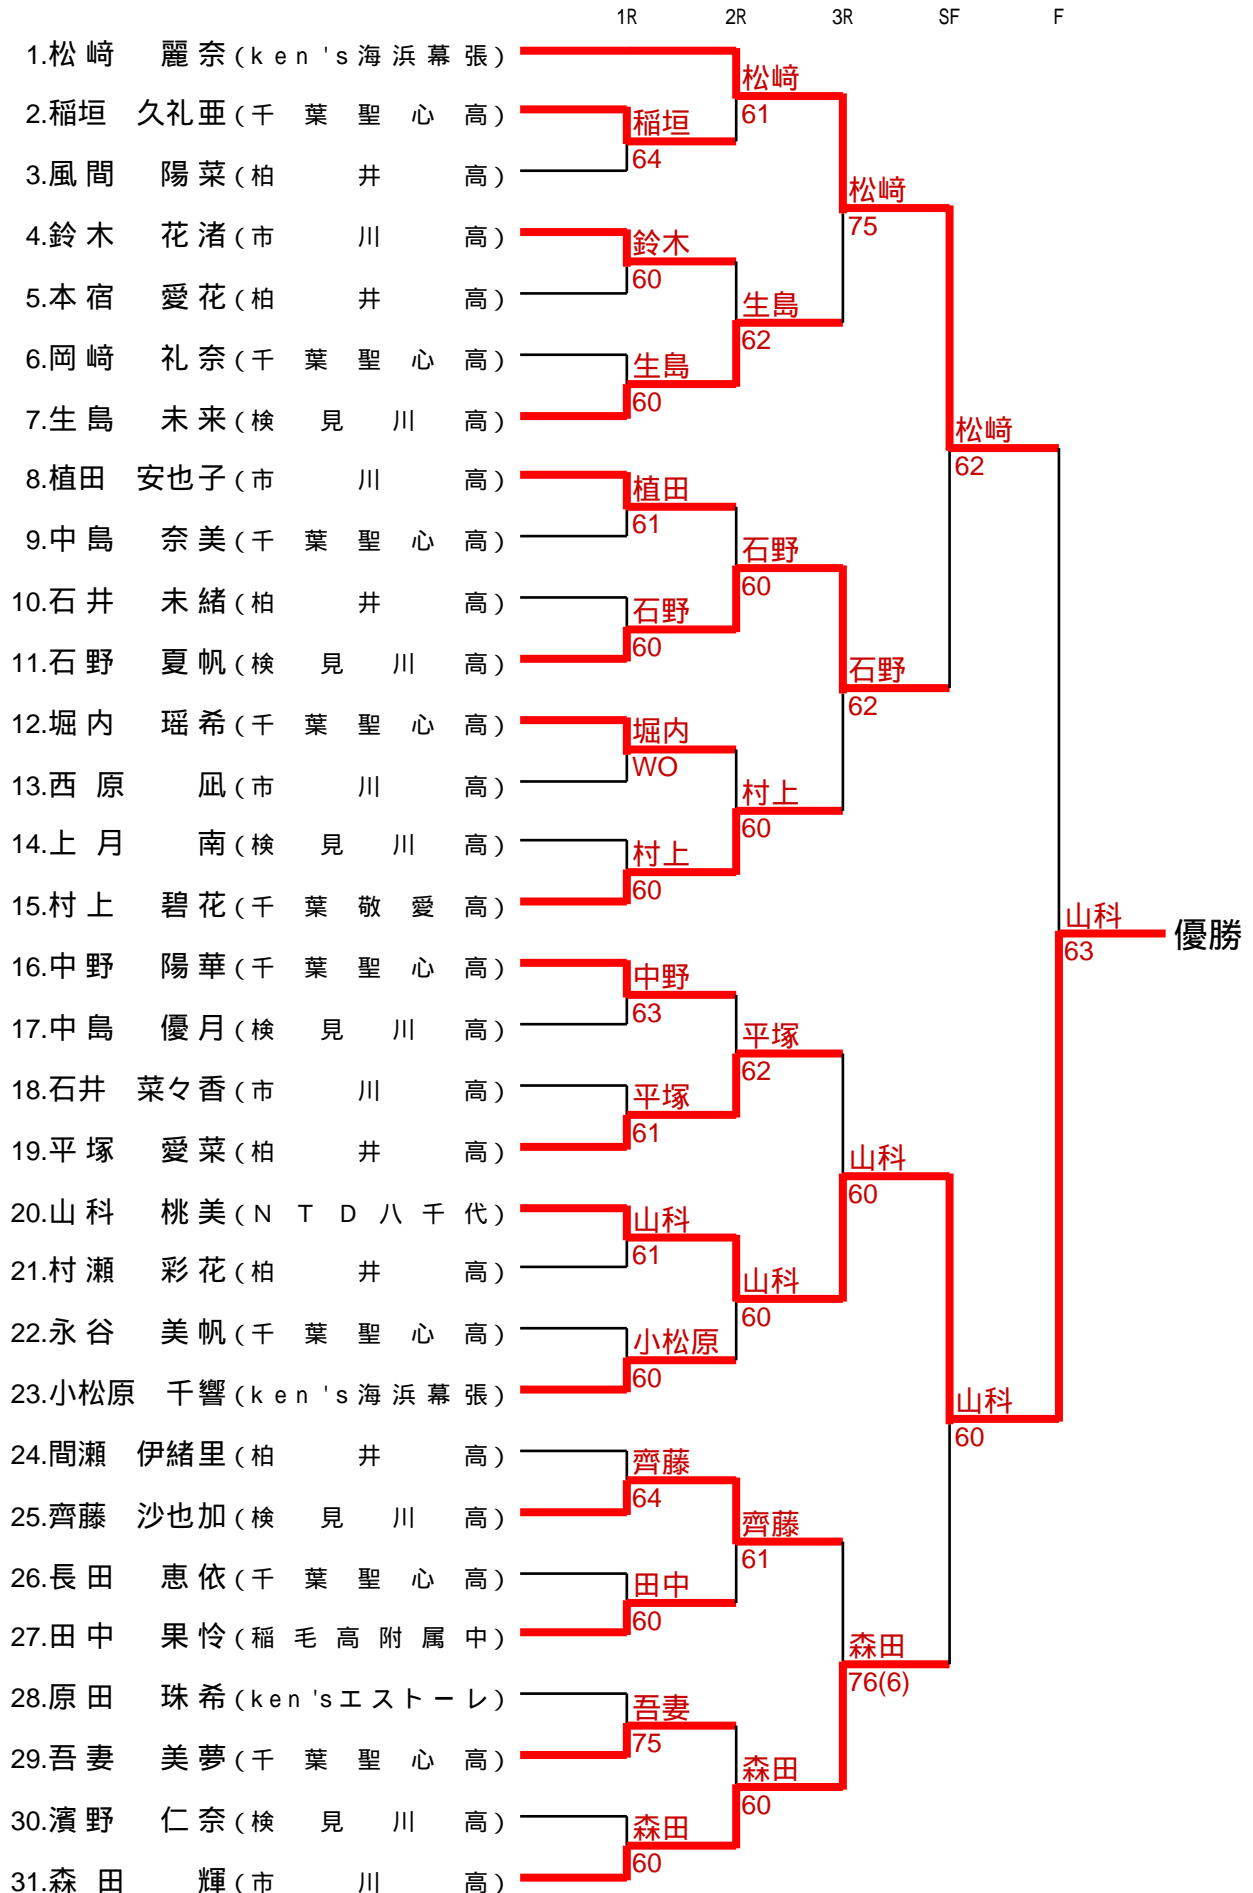 1R 2R 3R SF F
1.松﨑 麗奈(ken's海浜幕張)
松﨑
2.稲垣 久礼亜(千葉聖心高)
61
稲垣
64
3.風間 陽菜(柏井高)
松﨑
75
4.鈴木 花渚(市川高)
鈴木
60
5.本宿 愛花(柏井高)
生島
62
6.岡﨑 礼奈(千葉聖心高)
生島
60
7.生島 未来(検見川高)
松﨑
62
8.植田 安也子(市川高)
植田
61
9.中島 奈美(千葉聖心高)
石野
60
10.石井 未緒(柏井高)
石野
60
11.石野 夏帆(検見川高)
石野
62
12.堀内 瑶希(千葉聖心高)
堀内
WO
13.西原 凪(市川高)
村上
60
14.上月 南(検見川高)
村上
60
15.村上 碧花(千葉敬愛高)
山科 優勝
63
16.中野 陽華(千葉聖心高)
中野
63
17.中島 優月(検見川高)
平塚
62
18.石井 菜々香(市川高)
平塚
61
19.平塚 愛菜(柏井高)
山科
60
20.山科 桃美(NTD八千代)
山科
61
21.村瀬 彩花(柏井高)
山科
60
22.永谷 美帆(千葉聖心高)
小松原
60
23.小松原 千響(ken's海浜幕張)
山科
60
24.間瀬 伊緒里(柏井高)
齊藤
64
25.齊藤 沙也加(検見川高)
齊藤
61
26.長田 恵依(千葉聖心高)
田中
60
27.田中 果怜(稲毛高附属中)
森田
76(6)
28.原田 珠希(ken'sエストーレ)
吾妻
75
29.吾妻 美夢(千葉聖心高)
森田
60
30.濱野 仁奈(検見川高)
森田
60
31.森田 輝(市川高)